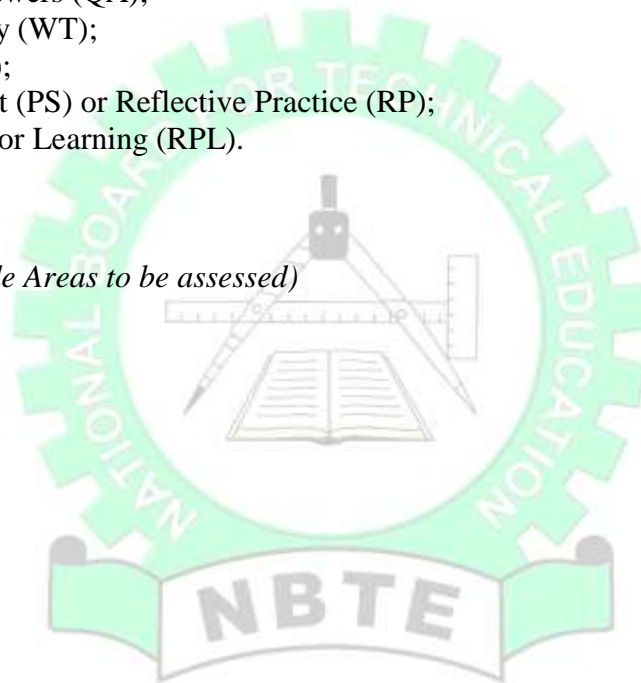 wers (QA);
y (WT);
);
t (PS) or Reflective Practice (RP);
or Learning (RPL).
le Areas to be assessed)
NATIONAL BOARD FOR TECHNICAL EDUCATION
NBTE